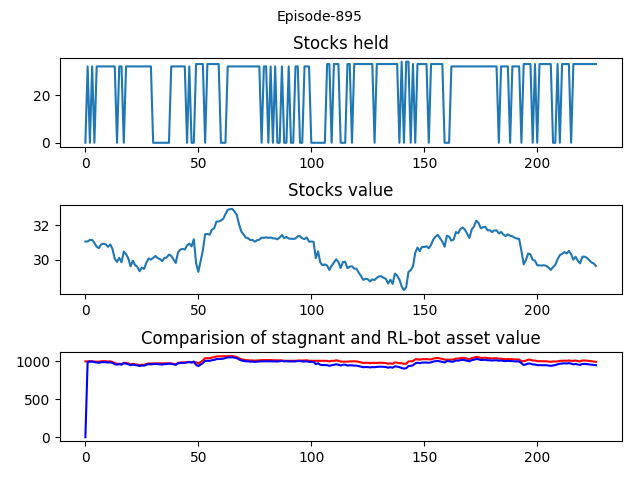 Episode-895
Stocks held
20
0
0 50 100 150 200
Stocks value
32
30
0 50 100 150 200
Comparision of stagnant and RL-bot asset value
1000
500
0
0 50 100 150 200